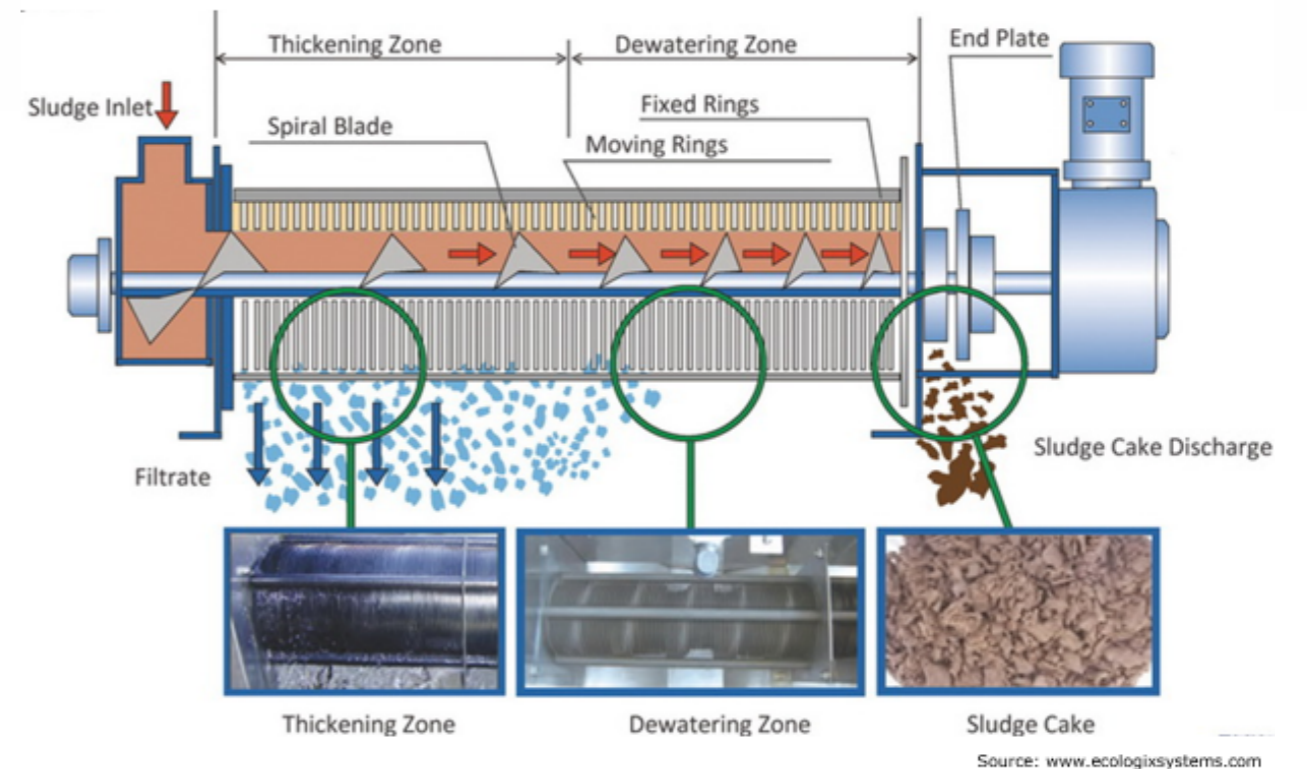 Thickening Zone
Dewatering Zone
End Plate
Sludge Inlet
Fixed Rings
Spiral Blade
Moving Rings
Filtrate
Sludge Cake Discharge
Thickening Zone
Dewatering Zone
Sludge Cake
Source: www.ecologixsystems.com